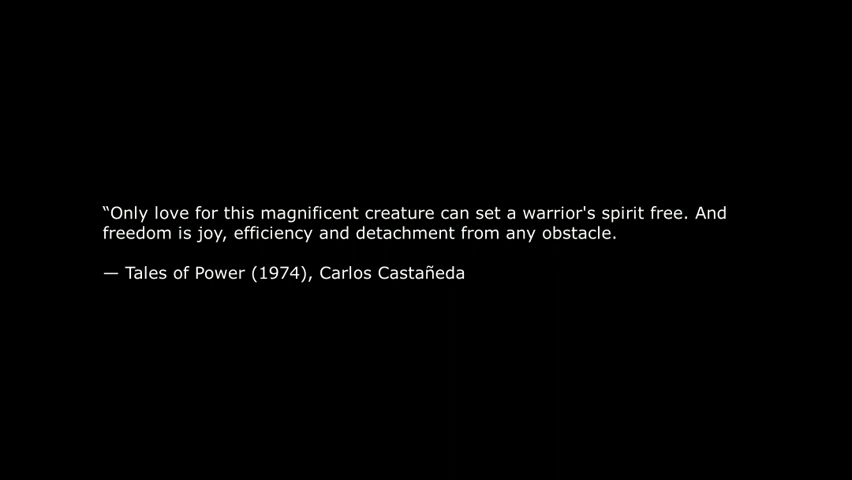 “Only love for this magnificent creature can set a warrior's spirit free. And
freedom is joy, efficiency and detachment from any obstacle.
— Tales of Power (1974), Carlos Castañeda